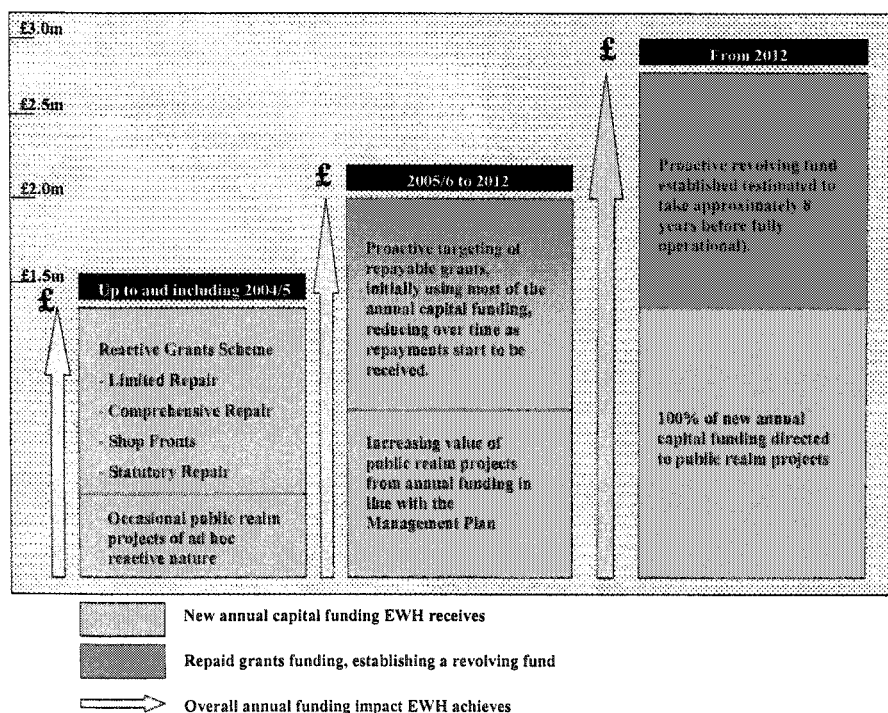 £3.0m
£2.5m
£2.0m
£1.5m
£
Up to and including 2004/5
Reactive Grants Scheme
- Limited Repair
- Comprehensive Repair
- Shop Fronts
- Statutory Repair
Occasional public realm
projects of ad hoc
reactive nature
£
2005/6 to 2012
Proactive targeting of
repayable grants,
initially using most of the
annual capital funding,
reducing over time as
repayments start to be
received.
Increasing value of
public realm projects
from annual funding in
line with the
Management Plan
£
From 2012
Proactive revolving fund
established (estimated to
take approximately 8
years before fully
operational).
100% of new annual
capital funding directed
to public realm projects
New annual capital funding EWH receives
Repaid grants funding, establishing a revolving fund
Overall annual funding impact EWH achieves